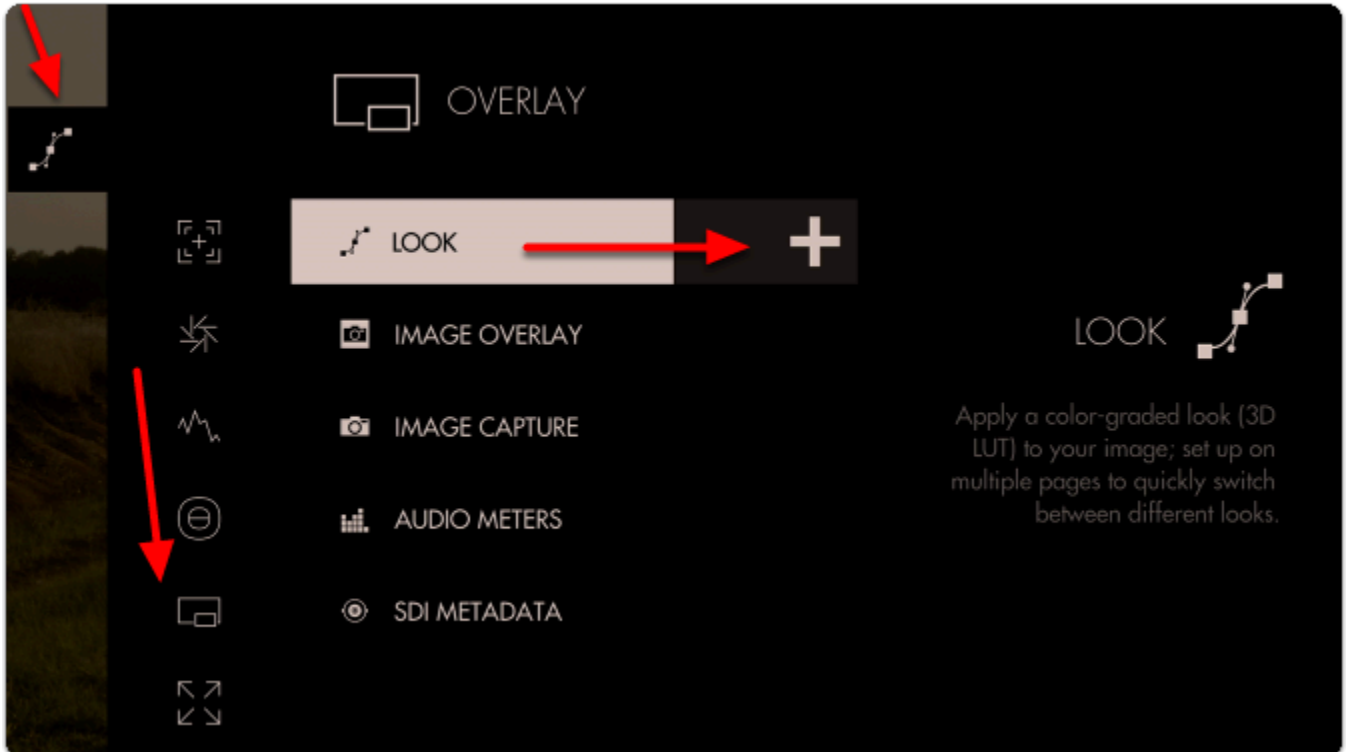 OVERLAY
LOOK
IMAGE OVERLAY
IMAGE CAPTURE
AUDIO METERS
SDI METADATA
LOOK
Apply a color-graded look (3D
LUT) to your image; set up on
multiple pages to quickly switch
between different looks.